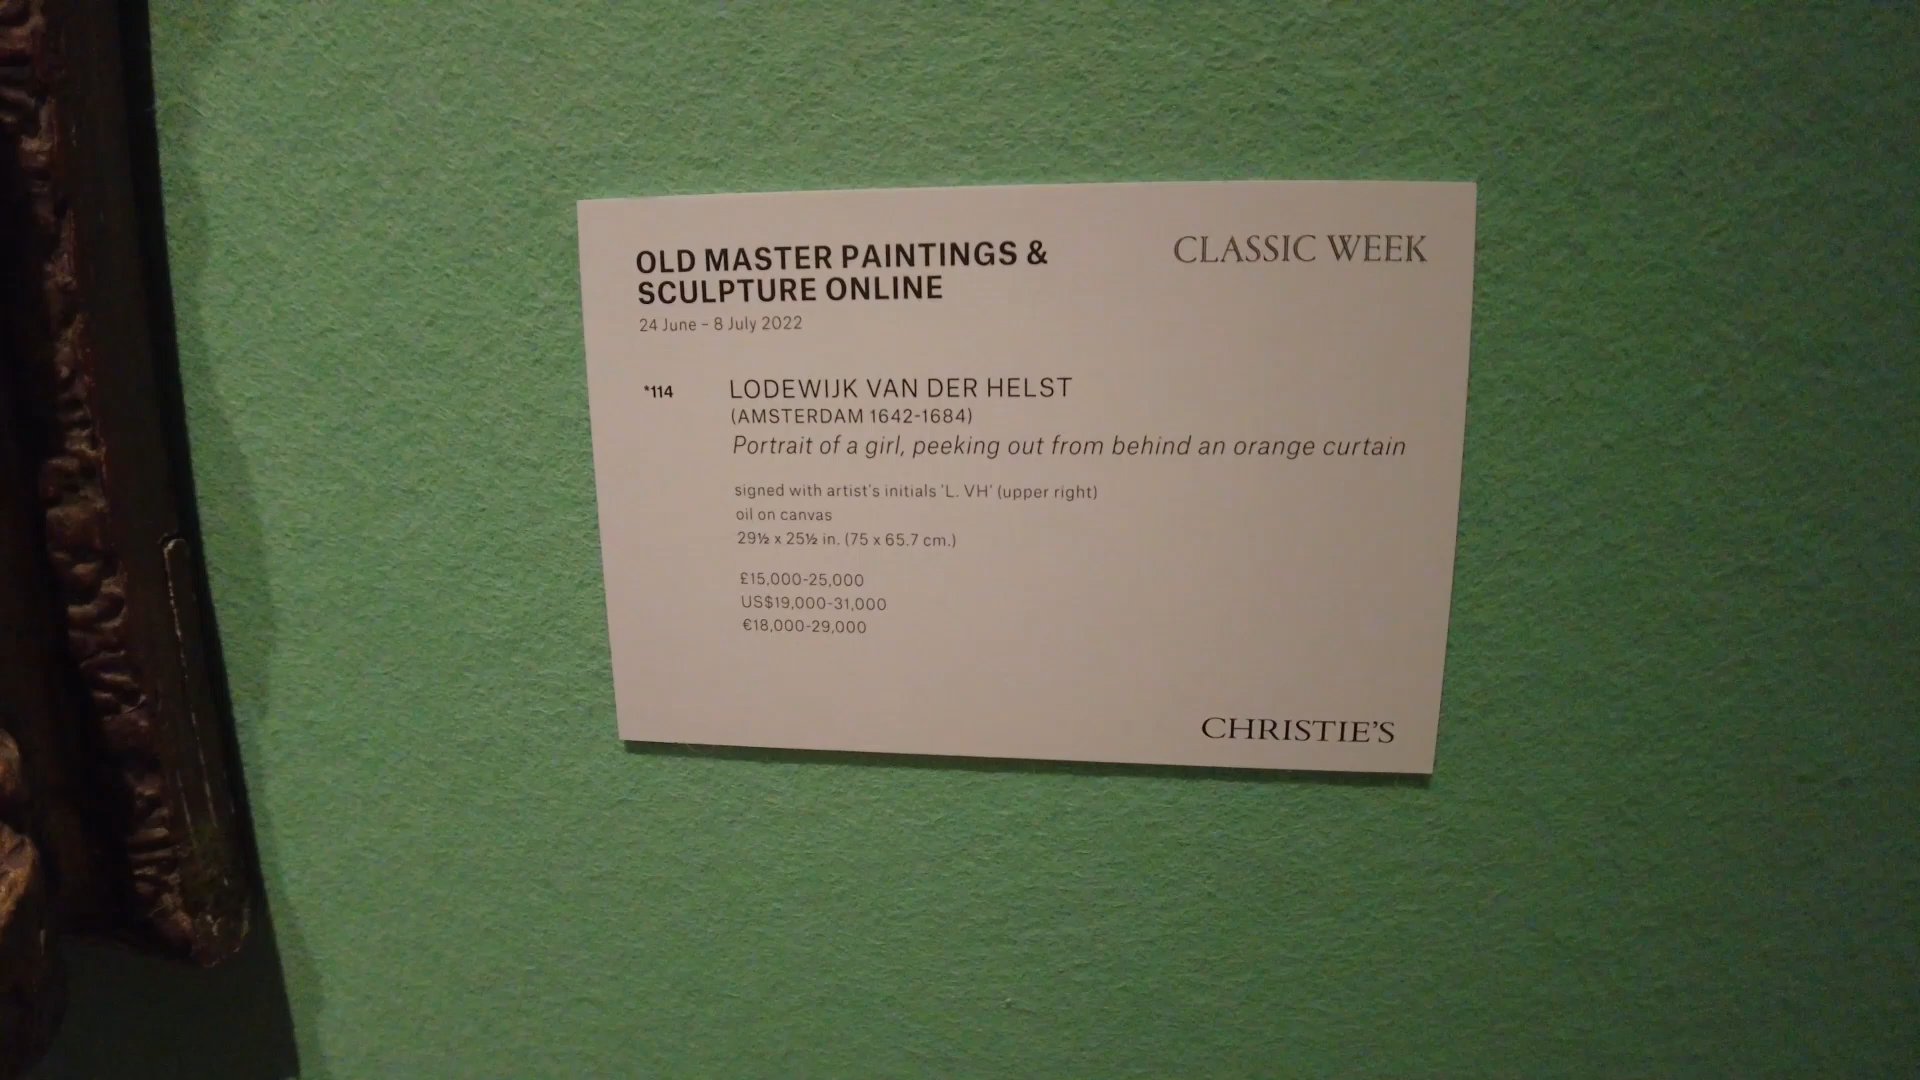 OLD MASTER PAINTINGS &
SCULPTURE ONLINE
24 June – 8 July 2022
CLASSIC WEEK
*114
LODEWIJK VAN DER HELST
(AMSTERDAM 1642-1684)
Portrait of a girl, peeking out from behind an orange curtain
signed with artist's initials 'L. VH' (upper right)
oil on canvas
29½ x 25½ in. (75 x 65.7 cm.)
£15,000-25,000
US$19,000-31,000
€18,000-29,000
CHRISTIE'S